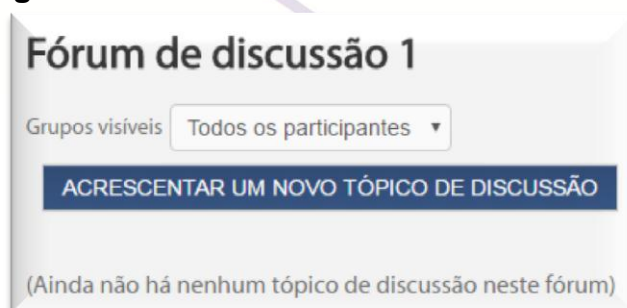 Fórum de discussão 1
Grupos visíveis Todos os participantes
ACRESCENTAR UM NOVO TÓPICO DE DISCUSSÃO
(Ainda não há nenhum tópico de discussão neste fórum)